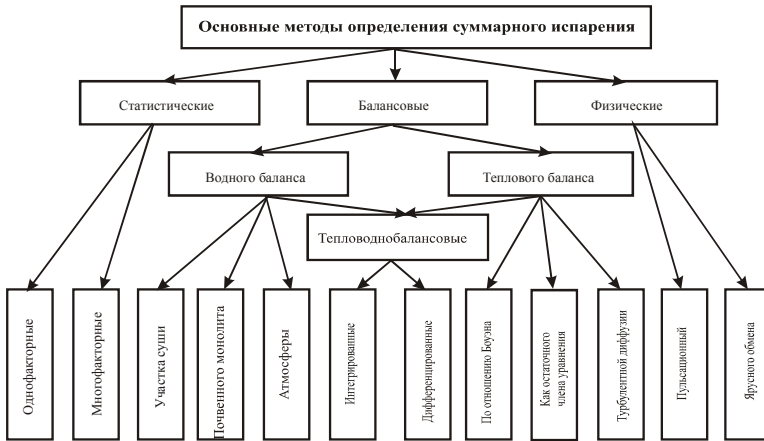 Основные методы определения суммарного испарения
Статистические
Балансовые
Физические
Водного баланса
Теплового баланса
Тепловоднобалансовые
Однофакторные
Многофакторные
Участка суши
Почвенного монолита
Атмосферы
Интегрированные
Дифференцированные
По отношению Боуэна
Как остаточного
члена уравнения
Турбулентной диффузии
Пульсационный
Ярусного обмена